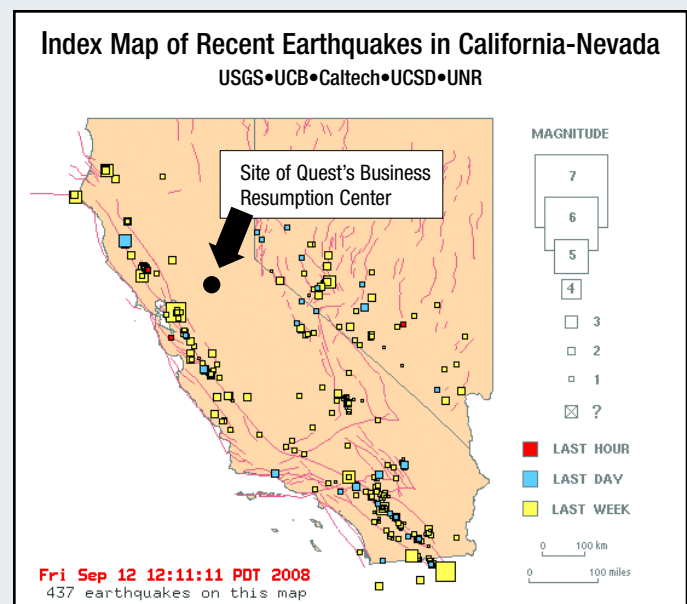 Index Map of Recent Earthquakes in California-Nevada
USGS•UCB•Caltech•UCSD•UNR
Site of Quest's Business
Resumption Center
MAGNITUDE
7
6
5
4
3
2
1
?
LAST HOUR
LAST DAY
LAST WEEK
0 100 km
0 100 miles
Fri Sep 12 12:11:11 PDT 2008
437 earthquakes on this map